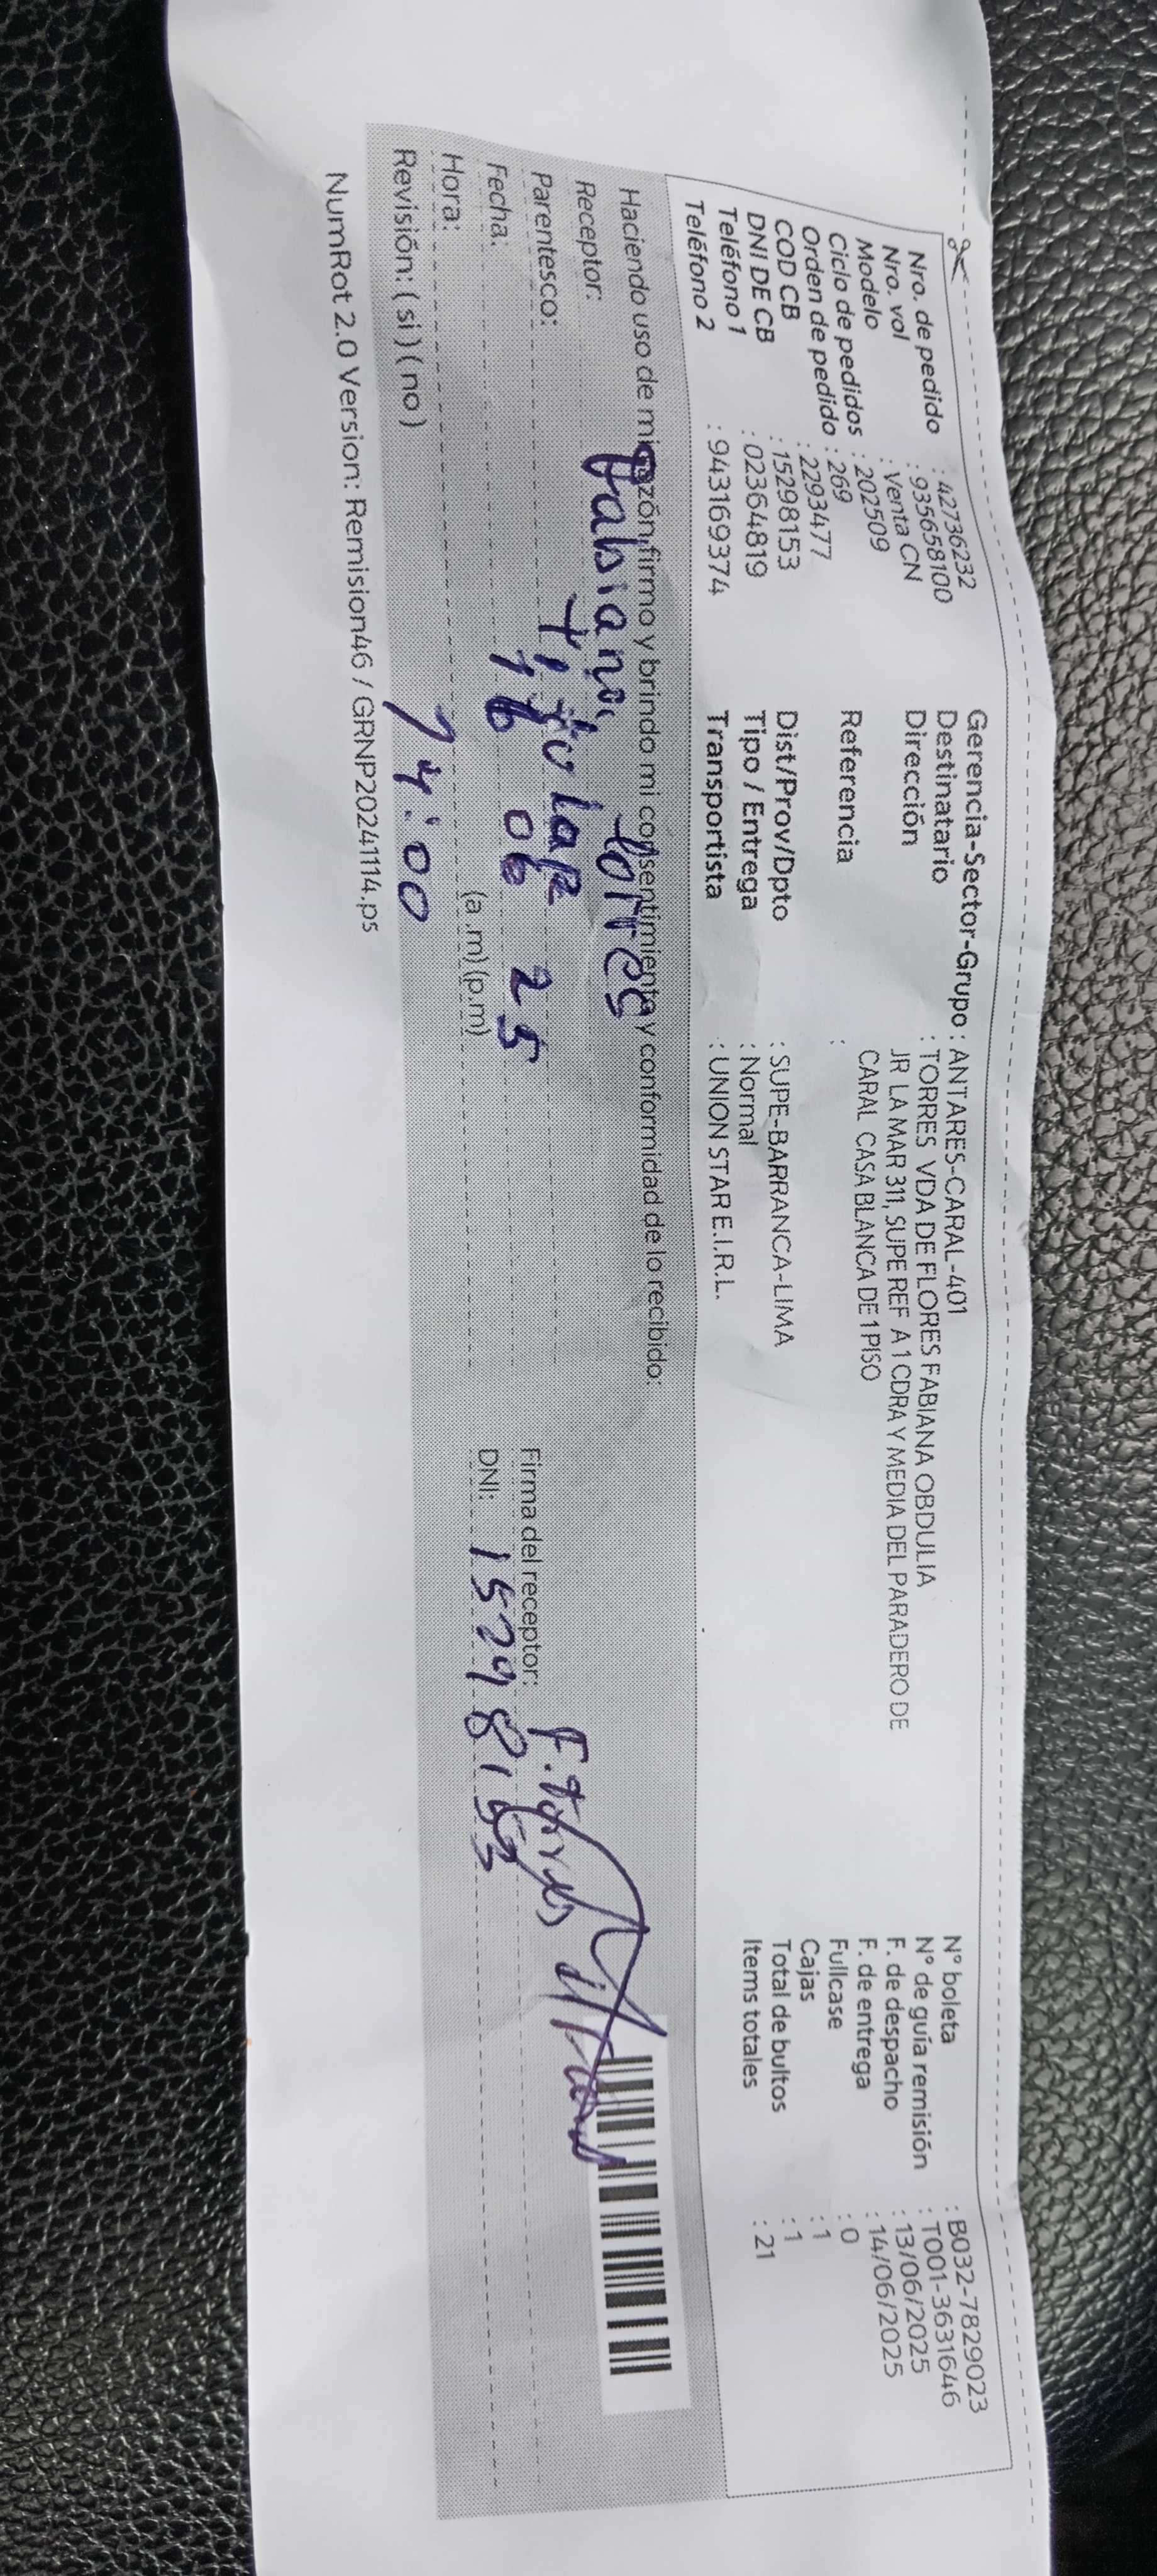 Nro. de pedido : 42736232
Nro. vol : 935658100
Modelo : Venta CN
Ciclo de pedidos : 202509
Orden de pedido : 269
COD CB : 2293477
DNI DE CB : 15298153
Teléfono 1 : 02364819
Teléfono 2 : 943169374
Gerencia-Sector-Grupo : ANTARES-CARAL-401
Destinatario : TORRES VDA DE FLORES FABIANA OBDULIA
Dirección JR LA MAR 311, SUPE REF A 1 CDRA Y MEDIA DEL PARADERO DE
CARAL CASA BLANCA DE 1 PISO
Referencia :
Dist/Prov/Dpto : SUPE-BARRANCA-LIMA
Tipo / Entrega : Normal
Transportista : UNION STAR E.I.R.L.
N° boleta : B032-7829023
N° de guía remisión : T001-3631646
F. de despacho : 13/06/2025
F. de entrega : 14/06/2025
Fullcase : 0
Cajas : 1
Total de bultos : 1
Items totales : 21
Haciendo uso de mi razón, firmo y brindo mi consentimiento y conformidad de lo recibido:
Receptor: Fabiana Torres
Parentesco: Titular
Fecha: 16 06 25
Hora: 14:00 (a .m) (p.m)
Revisión: ( si ) ( no )
Firma del receptor: F. Torres
DNI: 15298153
NumRot 2.0 Version: Remision46 / GRNP20241114.ps